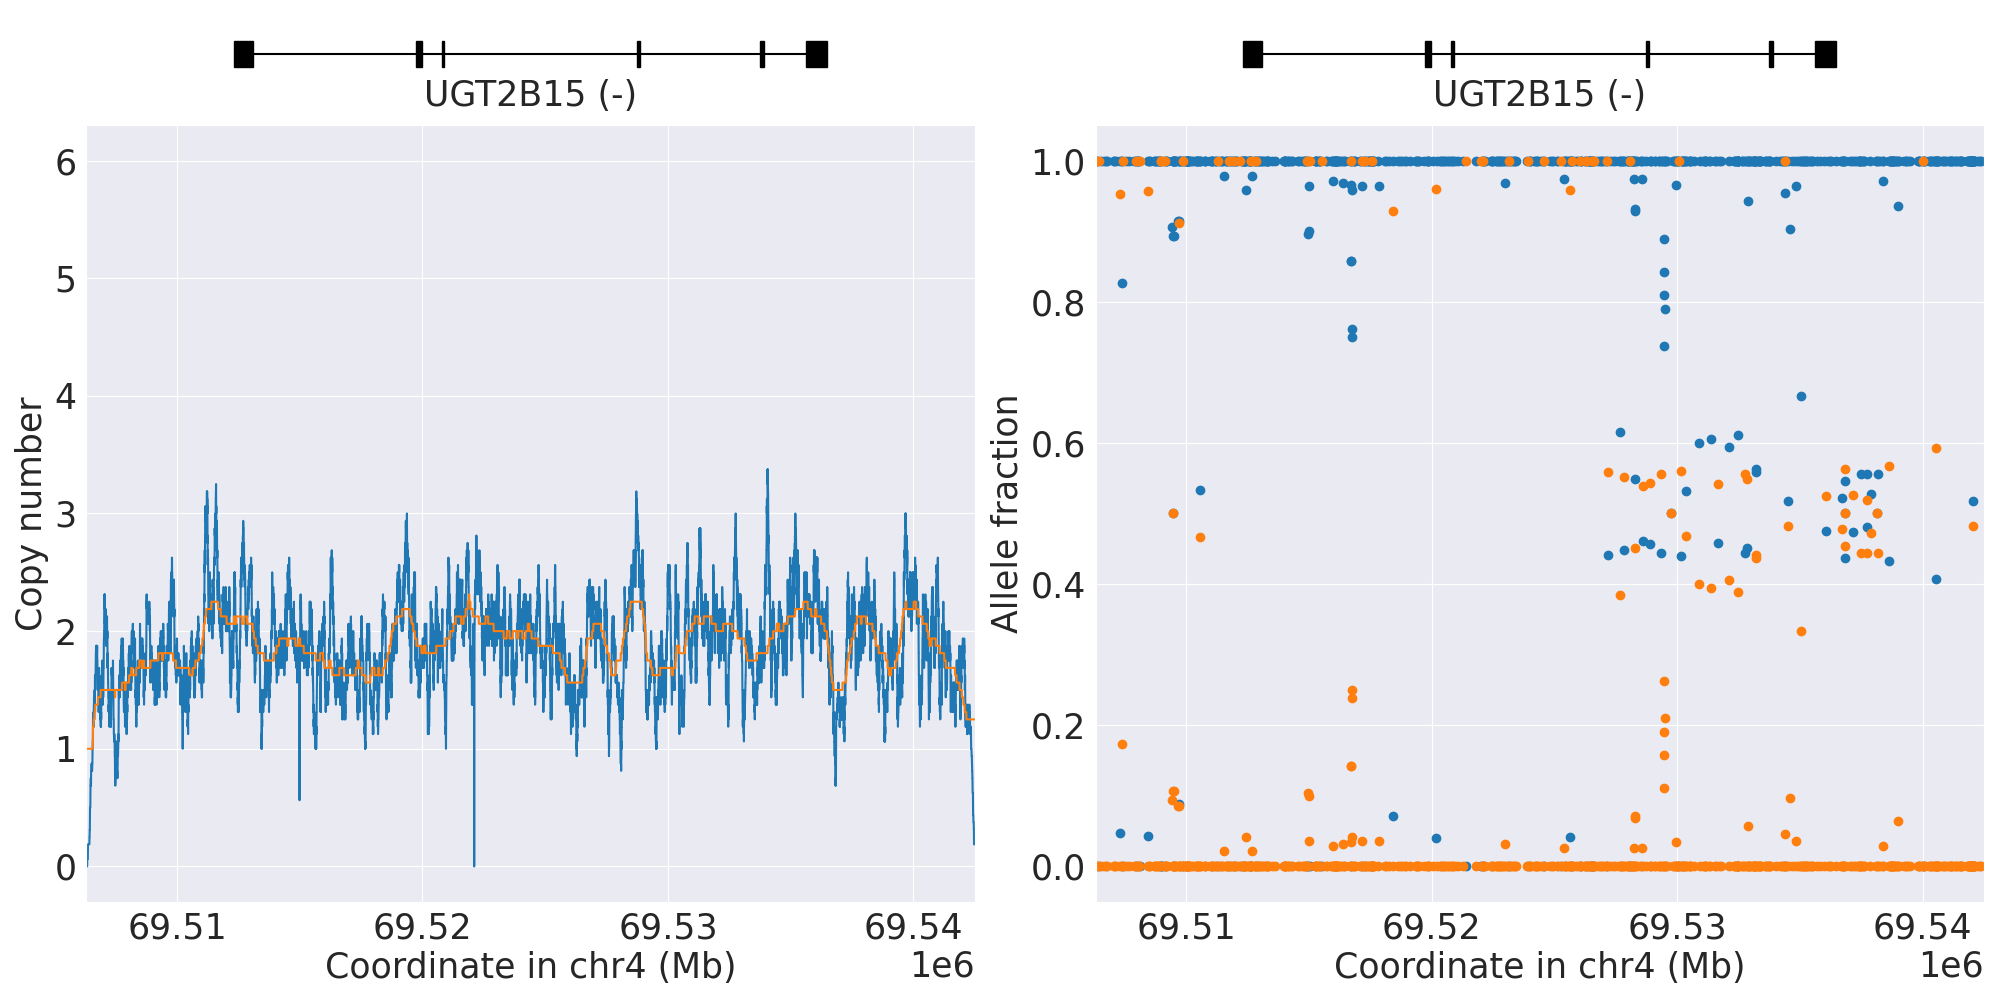 UGT2B15 (-)
6
5
4
3
2
1
0
Copy number
69.51 69.52 69.53 69.54
Coordinate in chr4 (Mb) 1e6
UGT2B15 (-)
1.0
0.8
0.6
0.4
0.2
0.0
Allele fraction
69.51 69.52 69.53 69.54
Coordinate in chr4 (Mb) 1e6